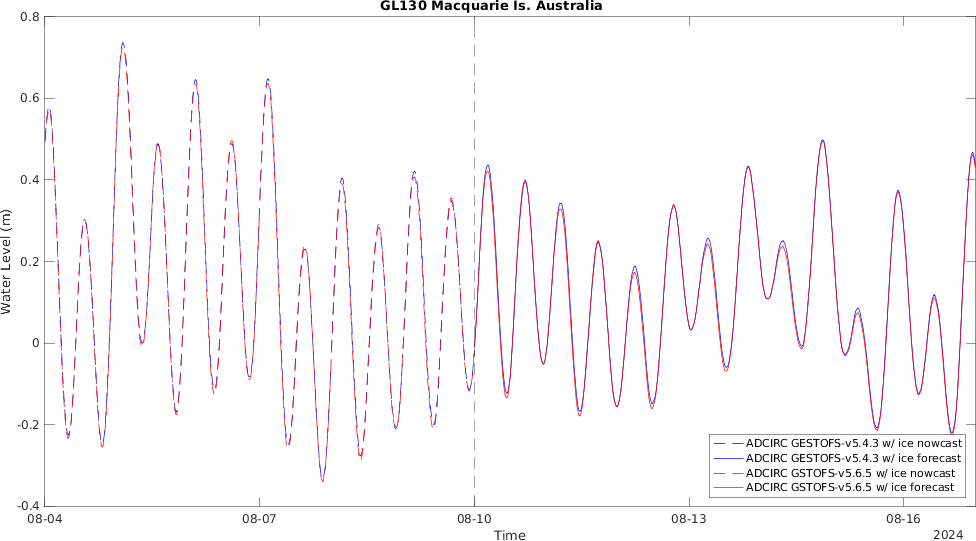 GL130 Macquarie Is. Australia
0.8
0.6
0.4
0.2
0
-0.2
-0.4
Water Level (m)
ADCIRC GESTOFS-v5.4.3 w/ ice nowcast
ADCIRC GESTOFS-v5.4.3 w/ ice forecast
ADCIRC GSTOFS-v5.6.5 w/ ice nowcast
ADCIRC GSTOFS-v5.6.5 w/ ice forecast
08-04 08-07 08-10 08-13 08-16
Time
2024